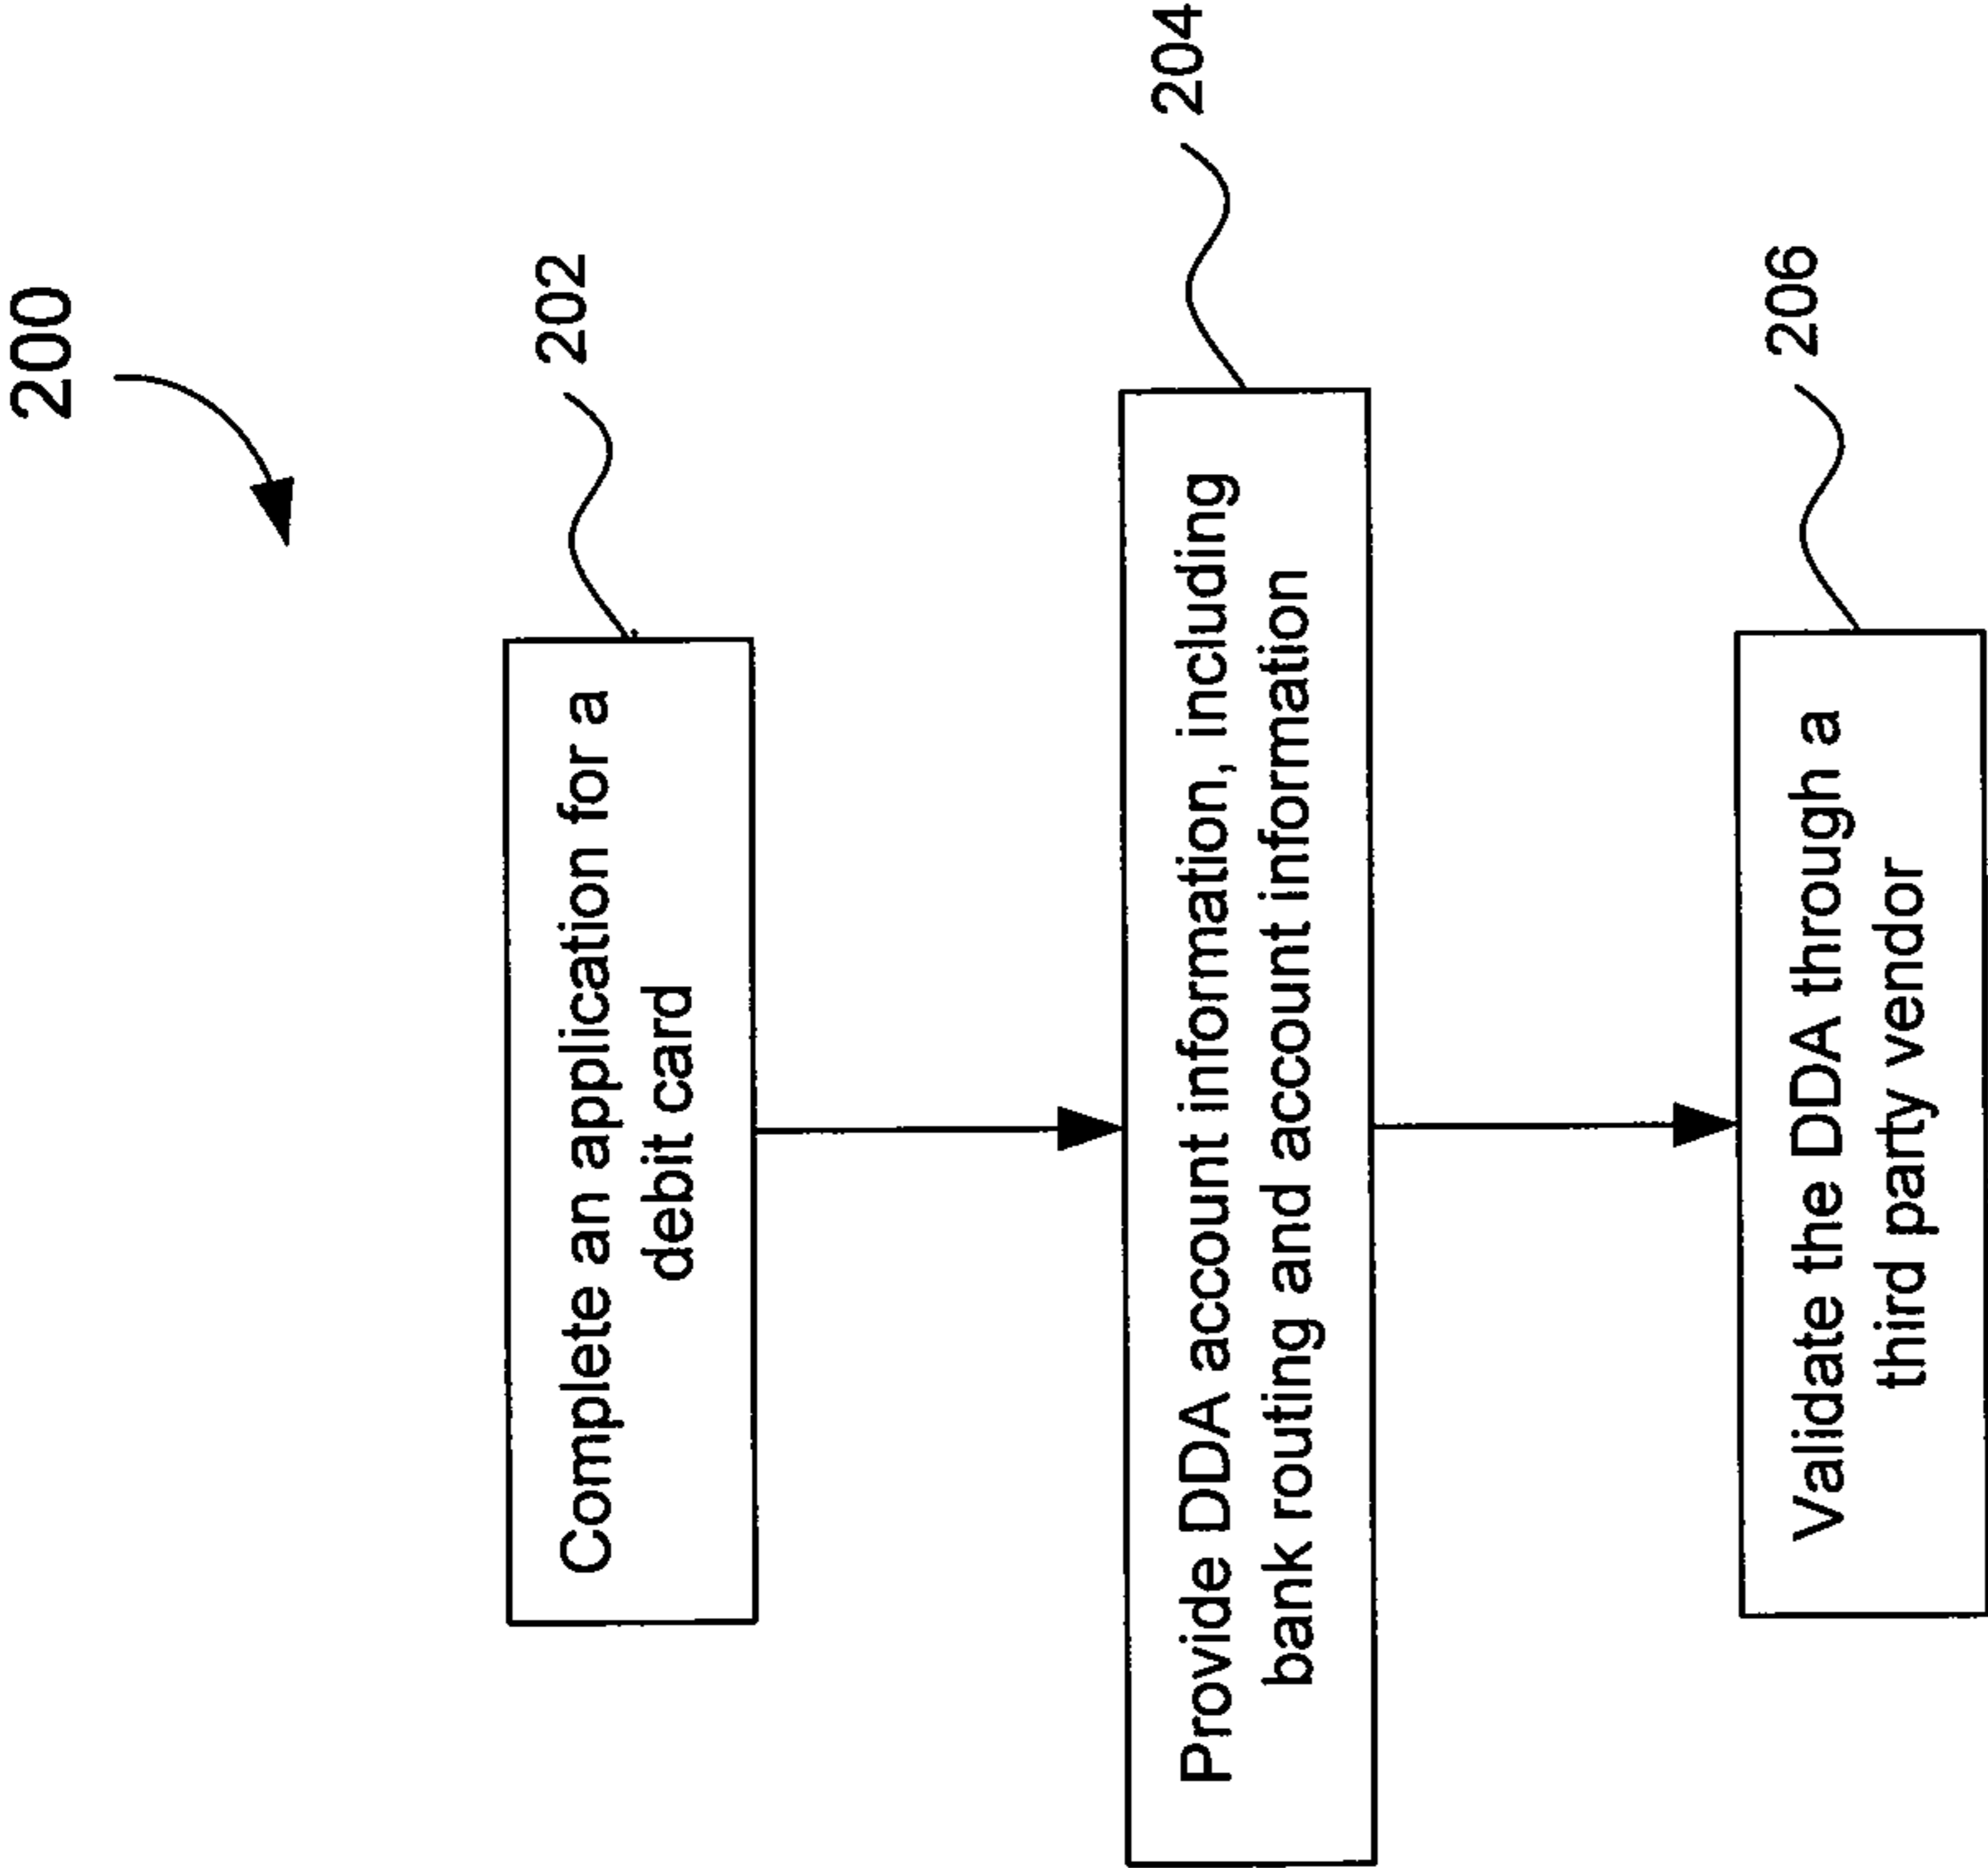 200
202
Complete an application for a
debit card
204
Provide DDA account information, including
bank routing and account information
206
Validate the DDA through a
third party vendor